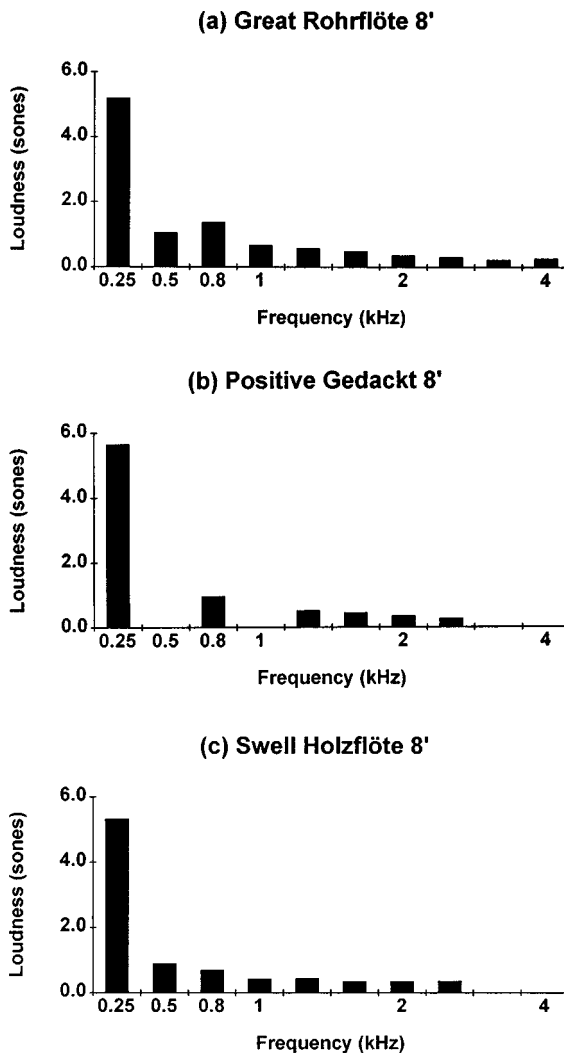 (a) Great Rohrflöte 8'
6.0
4.0
2.0
0.0
Loudness (sones)
0.25 0.5 0.8 1 2 4
Frequency (kHz)
(b) Positive Gedackt 8'
6.0
4.0
2.0
0.0
Loudness (sones)
0.25 0.5 0.8 1 2 4
Frequency (kHz)
(c) Swell Holzflöte 8'
6.0
4.0
2.0
0.0
Loudness (sones)
0.25 0.5 0.8 1 2 4
Frequency (kHz)